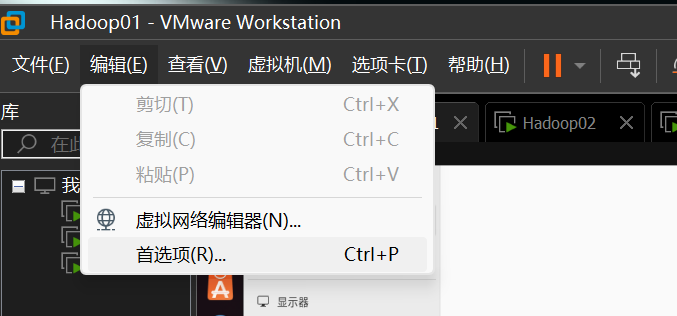 Hadoop01 - VMware Workstation
文件(F) 编辑(E) 查看(V) 虚拟机(M) 选项卡(T) 帮助(H)
库
剪切(T) Ctrl+X
1
Hadoop02
在此
复制(C) Ctrl+C
粘贴(P) Ctrl+V
我
虚拟网络编辑器(N)...
首选项(R)... Ctrl+P
显示器